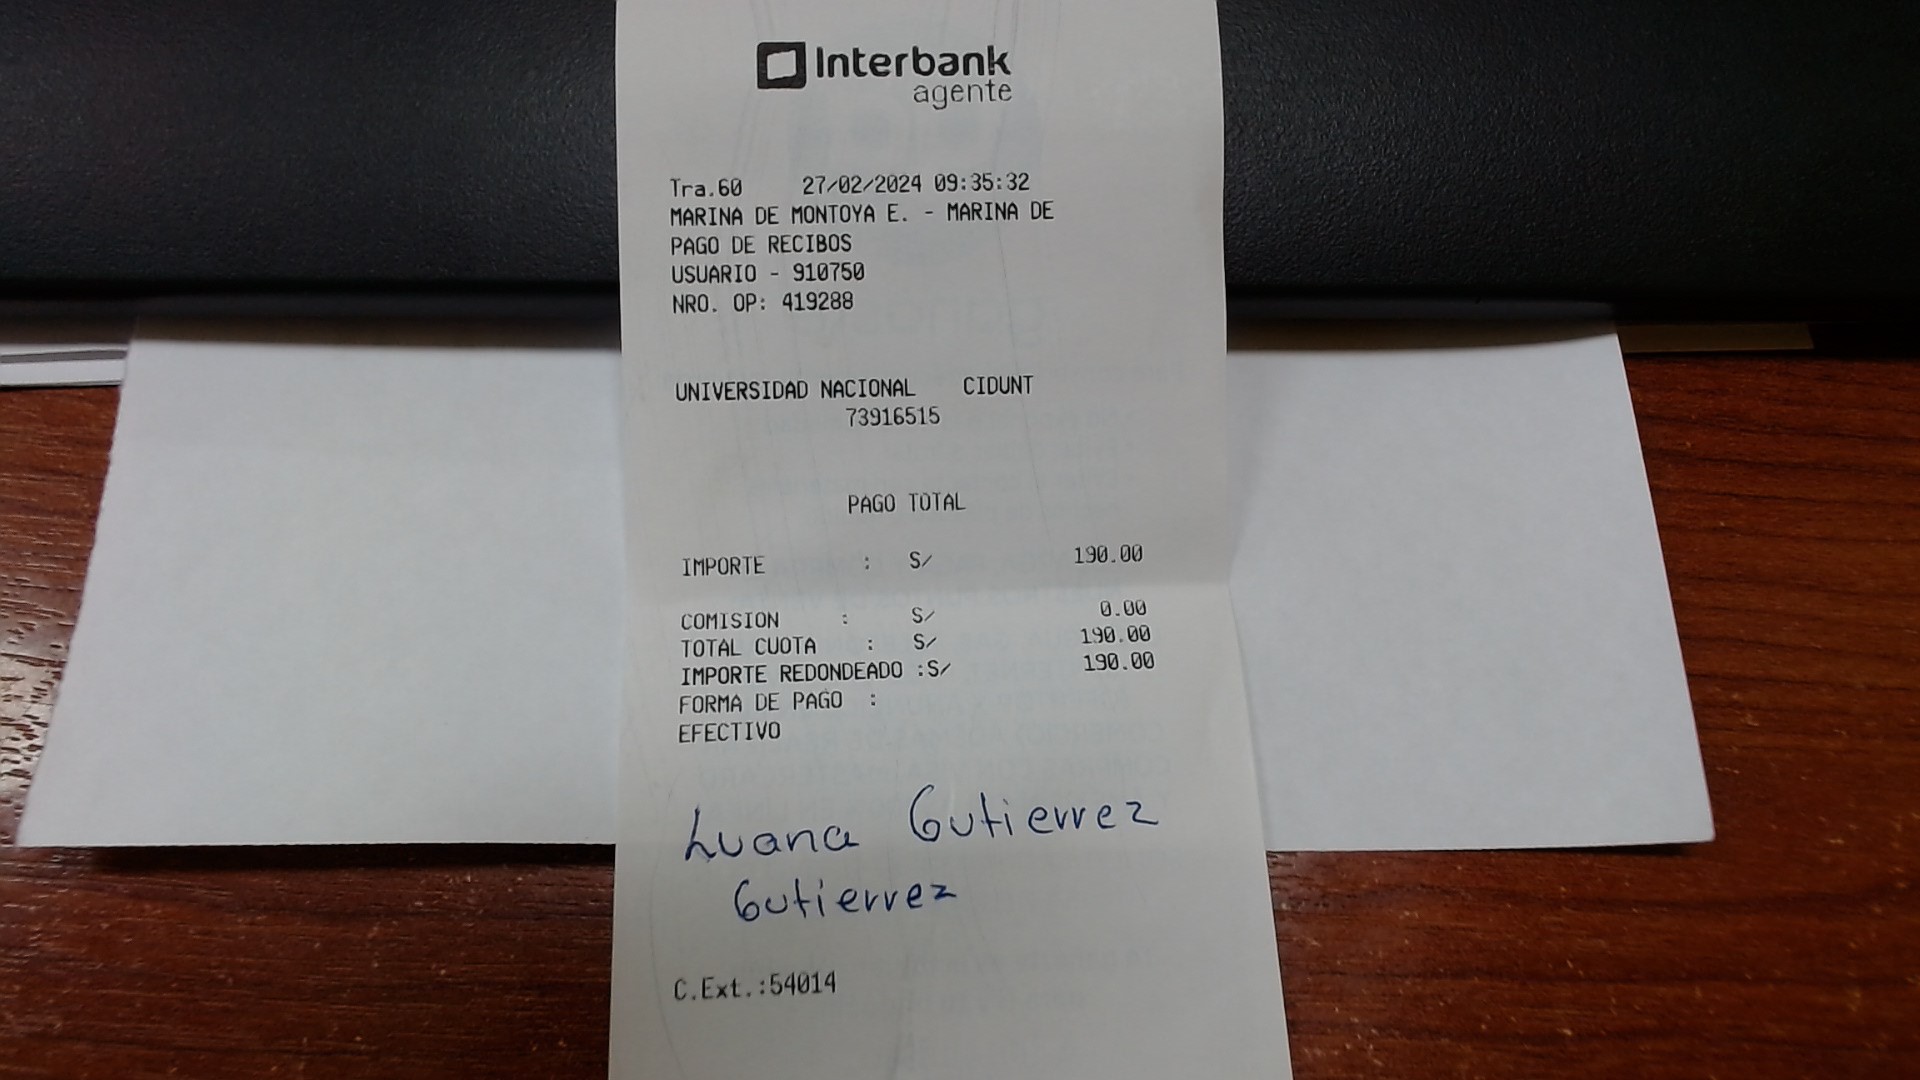 Interbank
agente
Tra.60 27/02/2024 09:35:32
MARINA DE MONTOYA E. - MARINA DE
PAGO DE RECIBOS
USUARIO - 910750
NRO. OP: 419288
UNIVERSIDAD NACIONAL CIDUNT
73916515
PAGO TOTAL
IMPORTE : S/ 190.00
COMISION : S/ 0.00
TOTAL CUOTA : S/ 190.00
IMPORTE REDONDEADO :S/ 190.00
FORMA DE PAGO :
EFECTIVO
Luana Gutierrez
Gutierrez
C.Ext.:54014